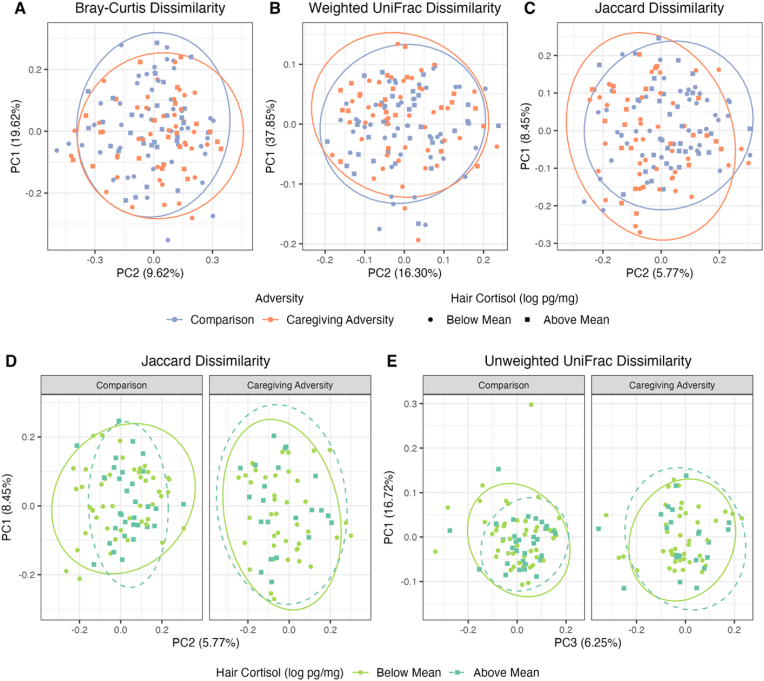 A Bray-Curtis Dissimilarity
B Weighted UniFrac Dissimilarity
C Jaccard Dissimilarity
PC1 (19.62%)
0.2
0.0
-0.2
-0.3 0.0 0.3
PC2 (9.62%)
PC1 (37.85%)
0.1
0.0
-0.1
-0.2
-0.2 -0.1 0.0 0.1 0.2
PC2 (16.30%)
PC1 (8.45%)
0.2
0.1
0.0
-0.1
-0.2
-0.3
-0.2 0.0 0.2
PC2 (5.77%)
Adversity
Comparison Caregiving Adversity
Hair Cortisol (log pg/mg)
Below Mean Above Mean
D Jaccard Dissimilarity
Comparison Caregiving Adversity
PC1 (8.45%)
0.2
0.0
-0.2
-0.2 0.0 0.2 -0.2 0.0 0.2
PC2 (5.77%)
E Unweighted UniFrac Dissimilarity
Comparison Caregiving Adversity
PC1 (16.72%)
0.3
0.2
0.1
0.0
-0.1
-0.2 0.0 0.2 -0.2 0.0 0.2
PC3 (6.25%)
Hair Cortisol (log pg/mg) Below Mean Above Mean